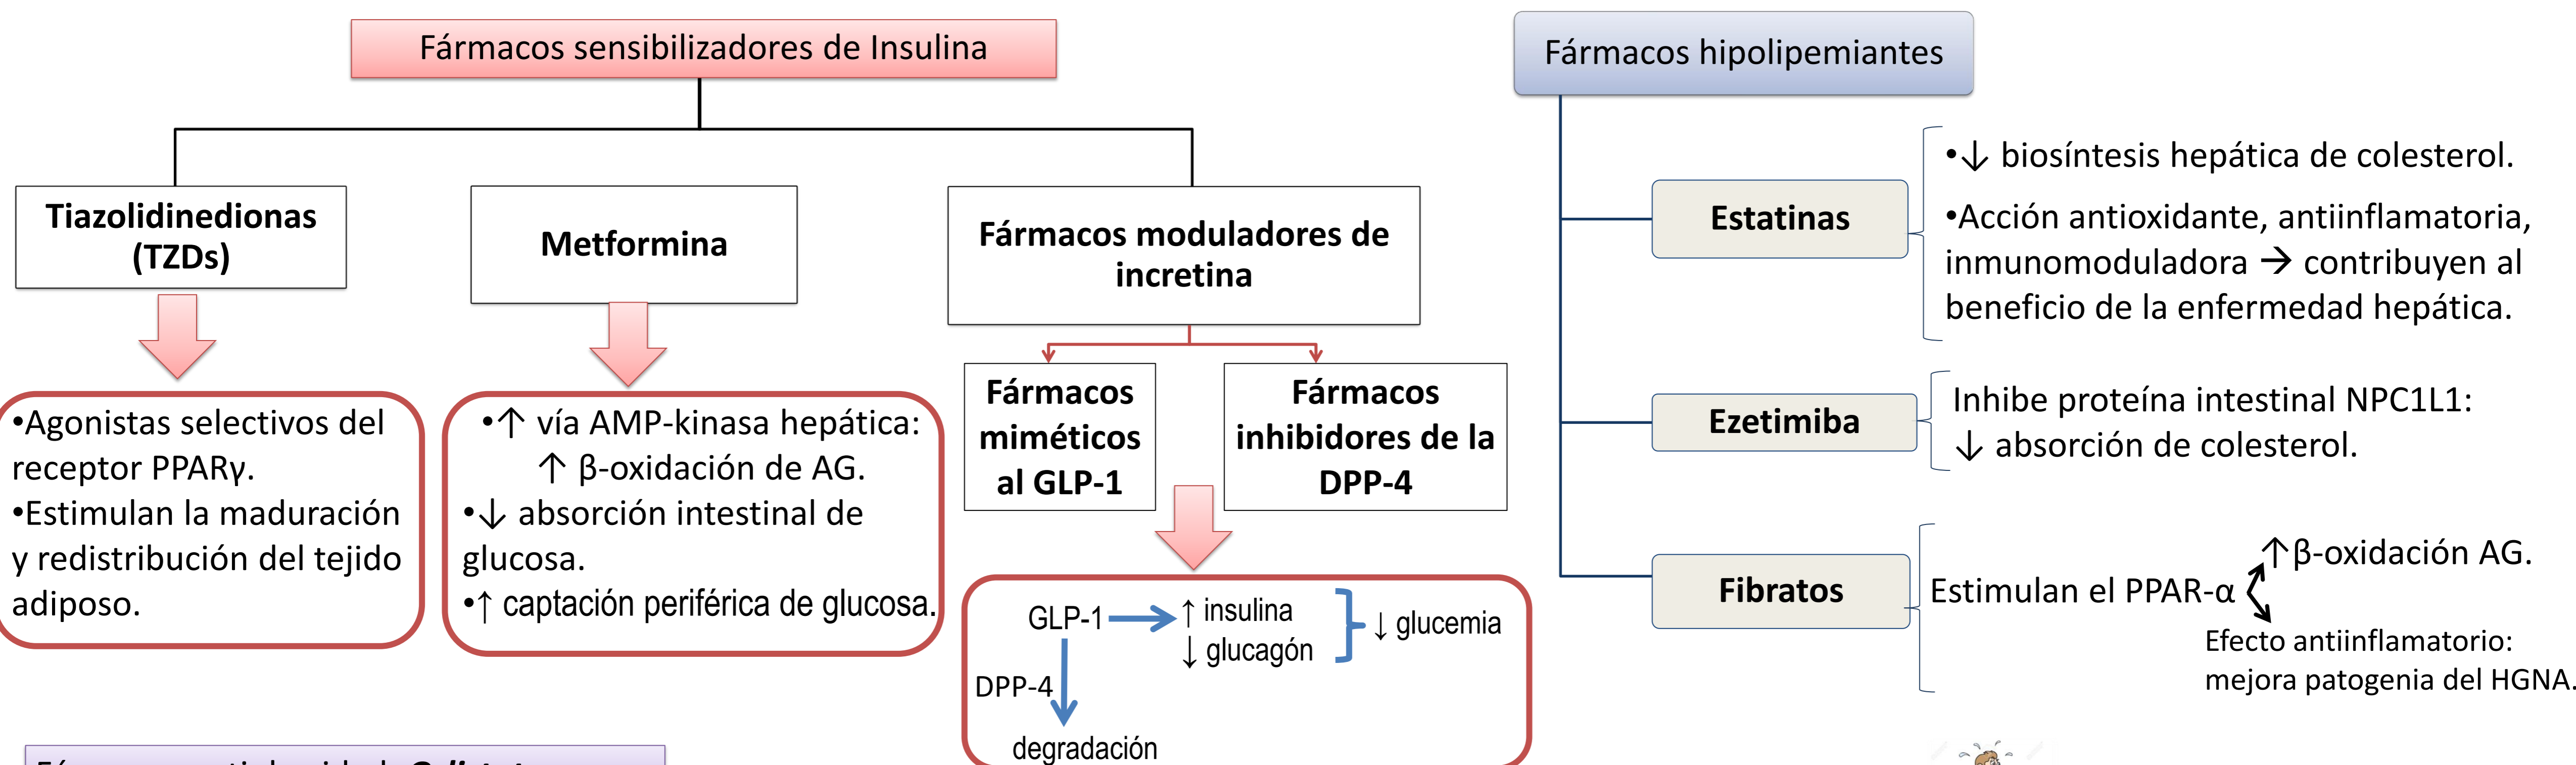 Fármacos sensibilizadores de Insulina
Tiazolidinedionas
(TZDs)
•Agonistas selectivos del
receptor PPARγ.
•Estimulan la maduración
y redistribución del tejido
adiposo.
Metformina
•↑ vía AMP-kinasa hepática:
↑ β-oxidación de AG.
•↓ absorción intestinal de
glucosa.
•↑ captación periférica de glucosa.
Fármacos moduladores de
incretina
Fármacos
miméticos
al GLP-1
Fármacos
inhibidores de la
DPP-4
GLP-1
↑ insulina
↓ glucagón
↓ glucemia
DPP-4
degradación
Fármacos hipolipemiantes
Estatinas
•↓ biosíntesis hepática de colesterol.
•Acción antioxidante, antiinflamatoria,
inmunomoduladora → contribuyen al
beneficio de la enfermedad hepática.
Ezetimiba
Inhibe proteína intestinal NPC1L1:
↓ absorción de colesterol.
Fibratos
Estimulan el PPAR-α
↑β-oxidación AG.
Efecto antiinflamatorio:
mejora patogenia del HGNA.